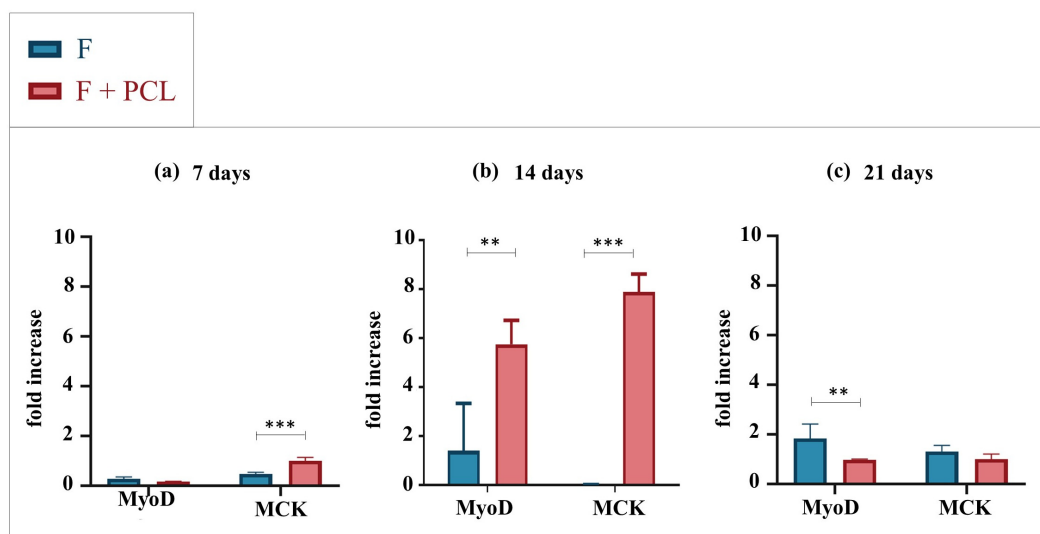 F
F + PCL
(a) 7 days
(b) 14 days
(c) 21 days
fold increase
10
8
6
4
2
0
***
MyoD
MCK
fold increase
10
8
6
4
2
0
**
***
MyoD
MCK
fold increase
10
8
6
4
2
0
**
MyoD
MCK